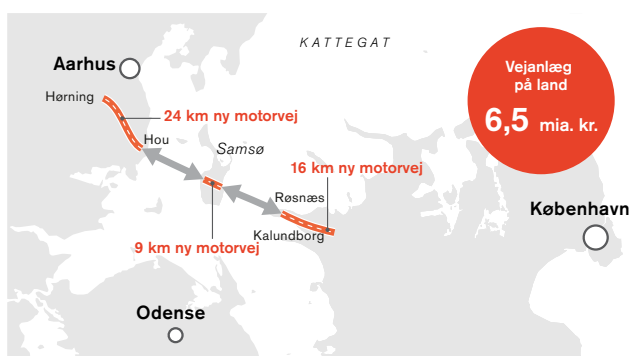 KATTEGAT
Aarhus
Hørning
24 km ny motorvej
Hou
Samsø
16 km ny motorvej
Røsnæs
Kalundborg
9 km ny motorvej
Odense
København
Vejanlæg
på land
6,5 mia. kr.